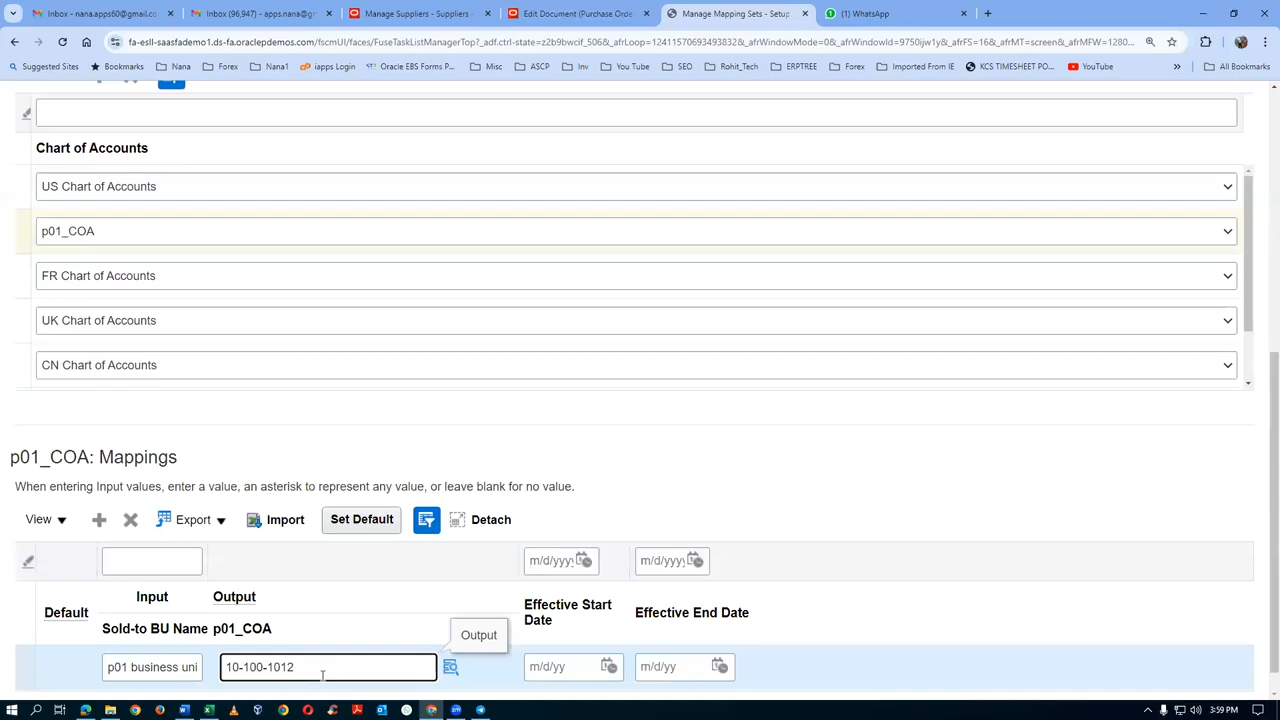 Inbox - nana.apps60@gmail.co
Inbox (96,947) - apps.nana@g
Manage Suppliers - Suppliers -
Edit Document (Purchase Orde
Manage Mapping Sets - Setup
(1) WhatsApp
fa-esll-saasfademo1.ds-fa.oraclepdemos.com/fscmUI/faces/FuseTaskListManagerTop?_adf.ctrl-state=z2b9bwcif_506&_afrLoop=12411570693493832&_afrWindowMode=0&_afrWindowId=9750jw1y&_afrFS=16&_afrMT=screen&_afrMFW=1280...
Suggested Sites
Bookmarks
Nana
Forex
Nana1
iapps Login
Oracle EBS Forms P...
Misc
ASCP
Inv
You Tube
SEO
Rohit_Tech
ERPTREE
Forex
Imported From IE
KCS TIMESHEET PO...
YouTube
»
All Bookmarks
Chart of Accounts
US Chart of Accounts
p01_COA
FR Chart of Accounts
UK Chart of Accounts
CN Chart of Accounts
p01_COA: Mappings
When entering Input values, enter a value, an asterisk to represent any value, or leave blank for no value.
View
Export
Import
Set Default
Detach
m/d/yyyy
m/d/yyyy
Default
Input
Output
Effective Start Date
Effective End Date
Sold-to BU Name
p01_COA
Output
p01 business uni
10-100-1012
m/d/yy
m/d/yy
3:59 PM